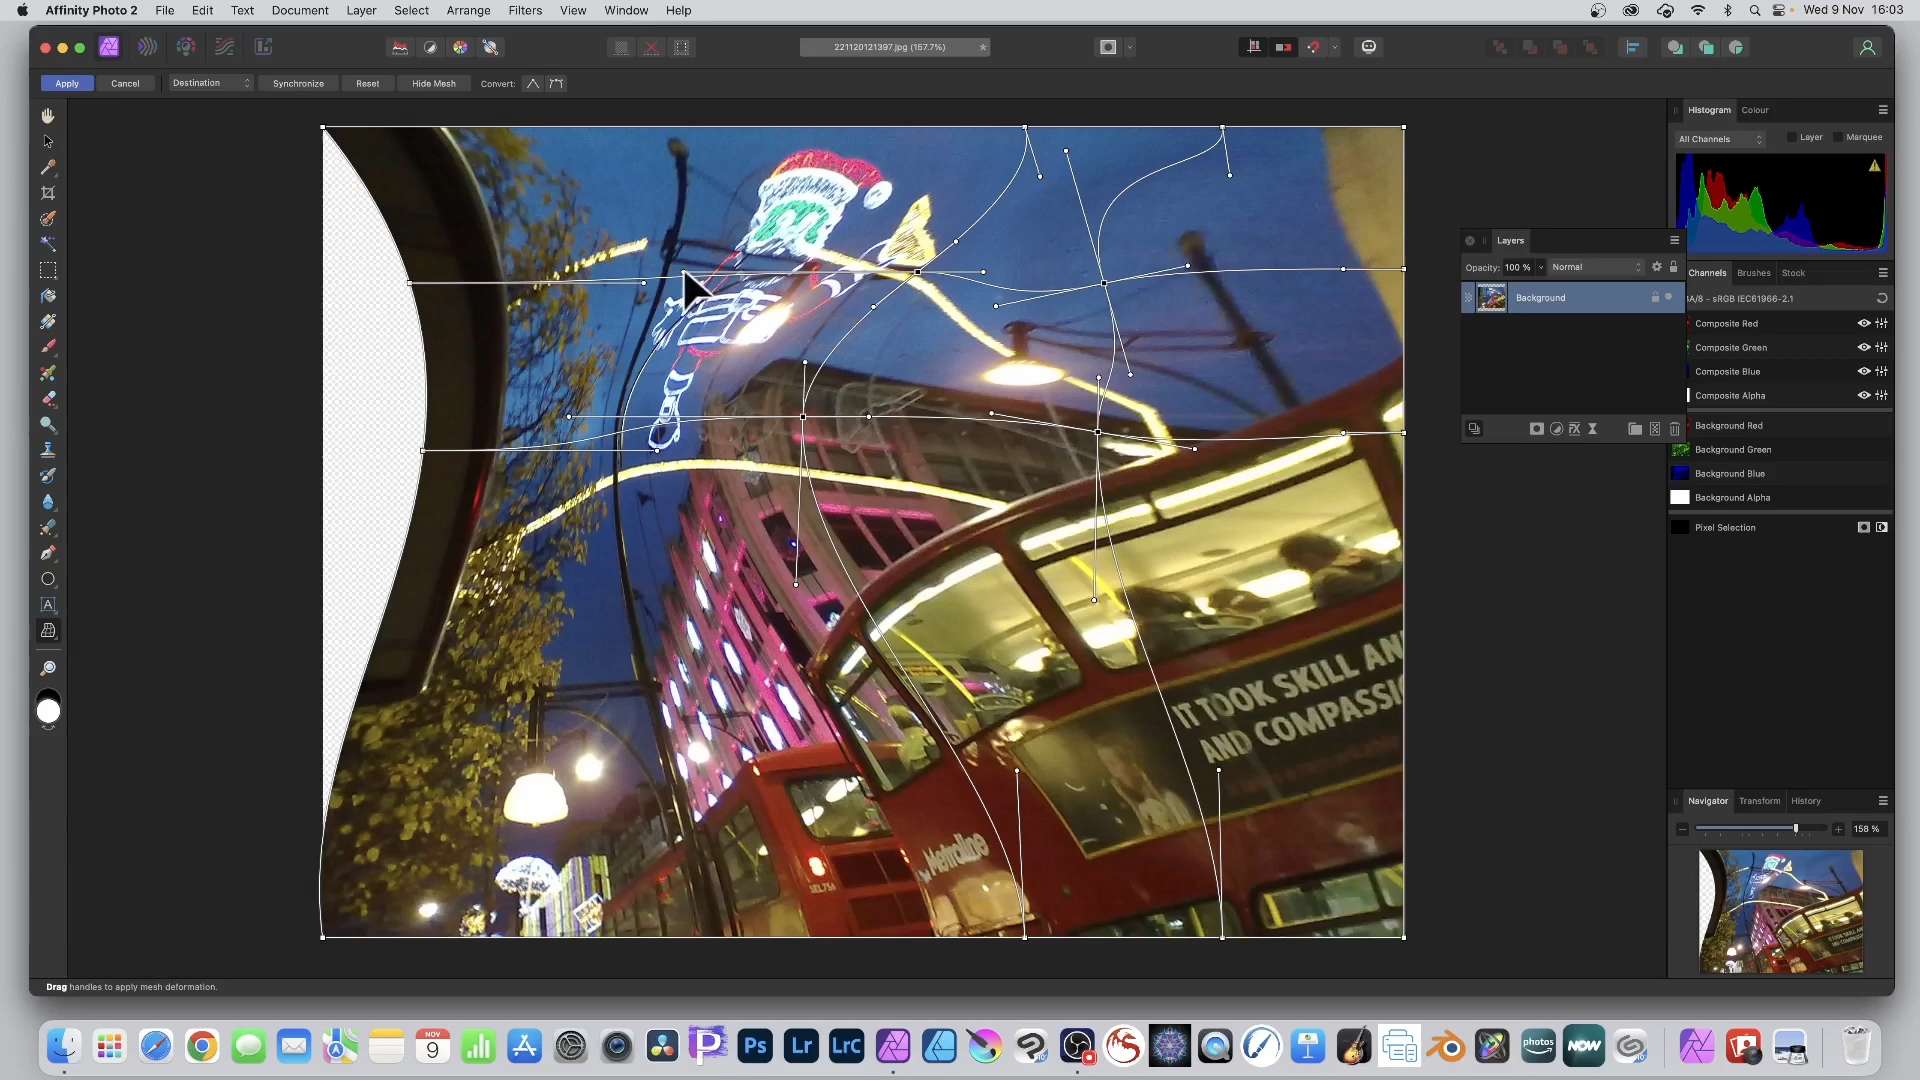 Affinity Photo 2 File Edit Text Document Layer Select Arrange Filters View Window Help
Wed 9 Nov 16:03
221120121397.jpg (157.7%)
Apply Cancel Destination Synchronize Reset Hide Mesh Convert:
Histogram Colour
All Channels Layer Marquee
Layers
Opacity: 100 % Normal
Background
Channels Brushes Stock
A/8 - sRGB IEC61966-2.1
Composite Red
Composite Green
Composite Blue
Composite Alpha
Background Red
Background Green
Background Blue
Background Alpha
Pixel Selection
IT TOOK SKILL AN
AND COMPASSI
Metroline
Navigator Transform History
158 %
Drag handles to apply mesh deformation.
NOV
9
Ps Lr LrC
photos
NOW